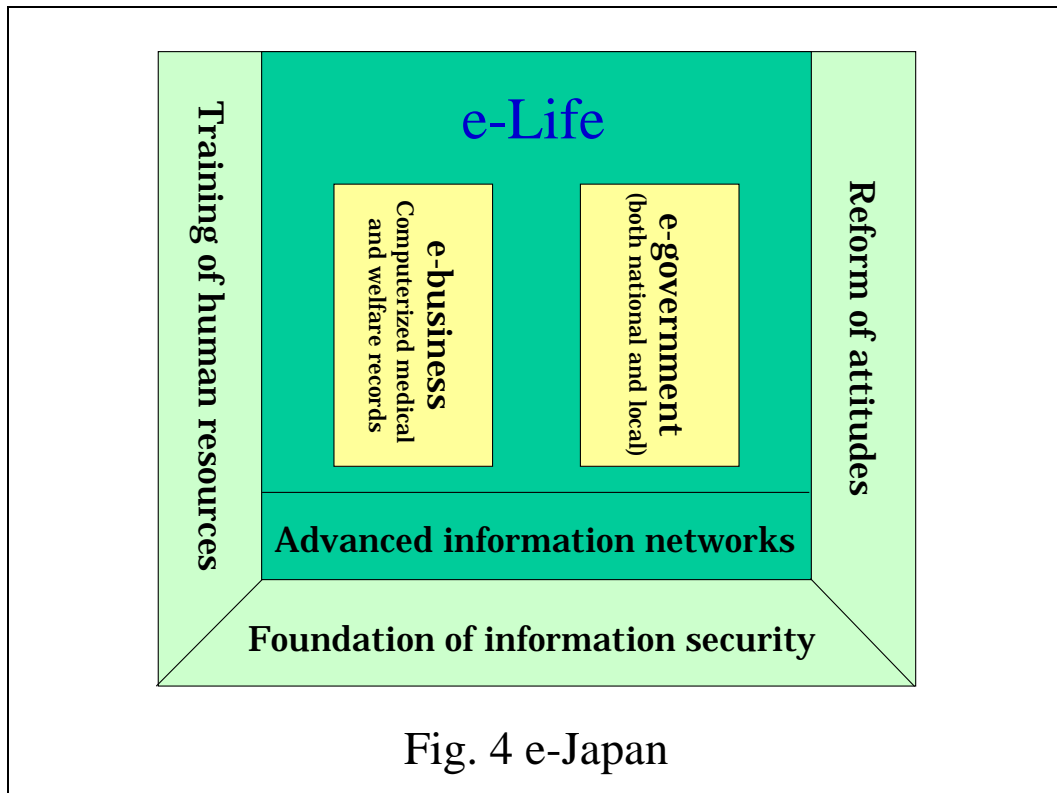 e-Life
Training of human resources
e-business
Computerized medical
and welfare records
e-government
(both national and local)
Reform of attitudes
Advanced information networks
Foundation of information security
Fig. 4 e-Japan